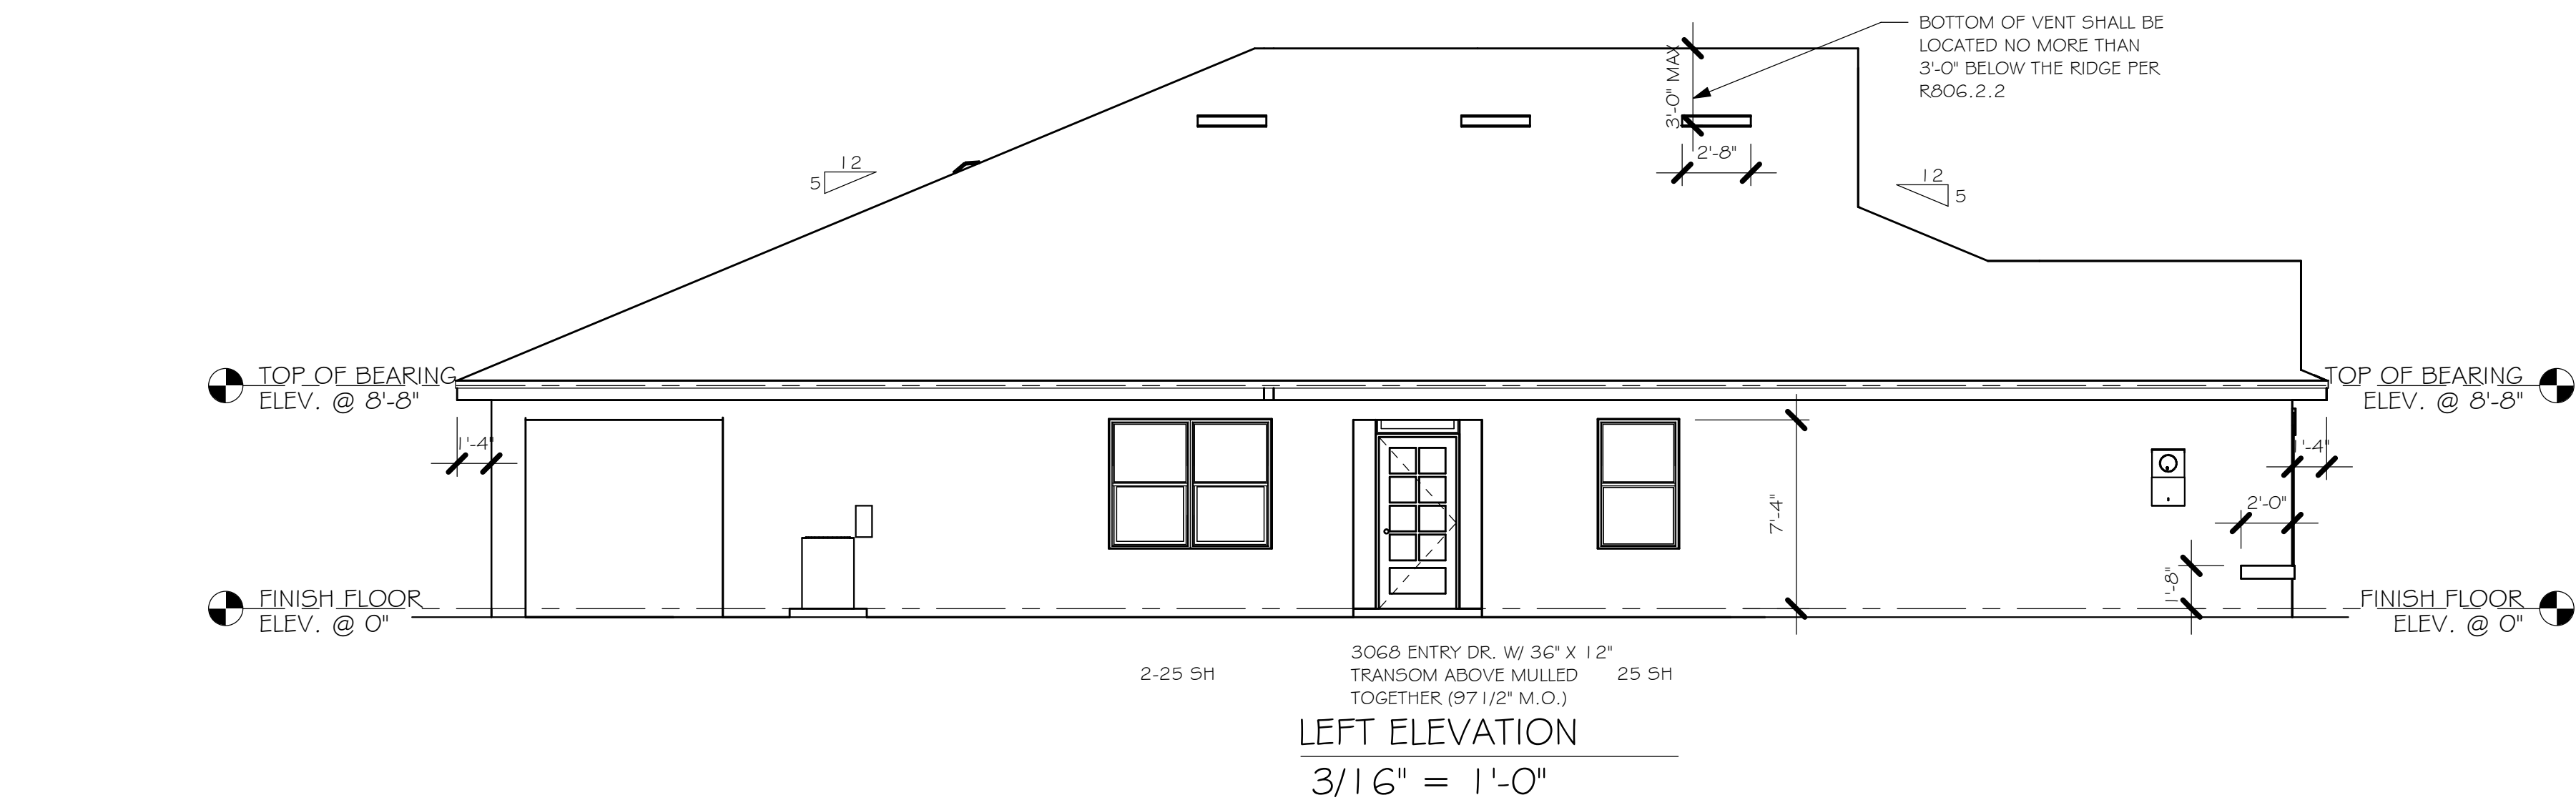 BOTTOM OF VENT SHALL BE
LOCATED NO MORE THAN
3'-0" BELOW THE RIDGE PER
R806.2.2
3'-0" MAX
2'-8"
12
5
12
5
TOP OF BEARING
ELEV. @ 8'-8"
TOP OF BEARING
ELEV. @ 8'-8"
1'-4"
1'-4"
7'-4"
2'-0"
1'-8"
FINISH FLOOR
ELEV. @ 0"
FINISH FLOOR
ELEV. @ 0"
2-25 SH
3068 ENTRY DR. W/ 36" X 12"
TRANSOM ABOVE MULLED
TOGETHER (97 1/2" M.O.)
25 SH
LEFT ELEVATION
3/16" = 1'-0"